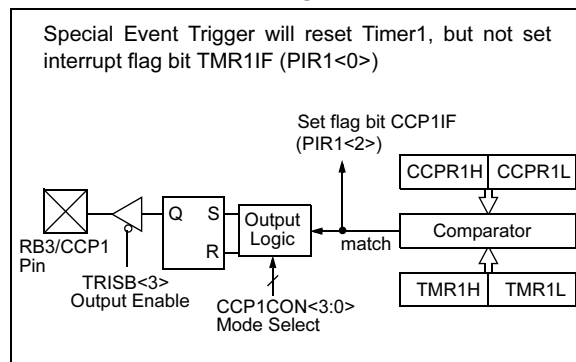 Special Event Trigger will reset Timer1, but not set
interrupt flag bit TMR1IF (PIR1<0>)
Set flag bit CCP1IF
(PIR1<2>)
CCPR1H CCPR1L
Q S
R
Output
Logic
match
Comparator
RB3/CCP1
Pin
TRISB<3>
Output Enable
CCP1CON<3:0>
Mode Select
TMR1H TMR1L